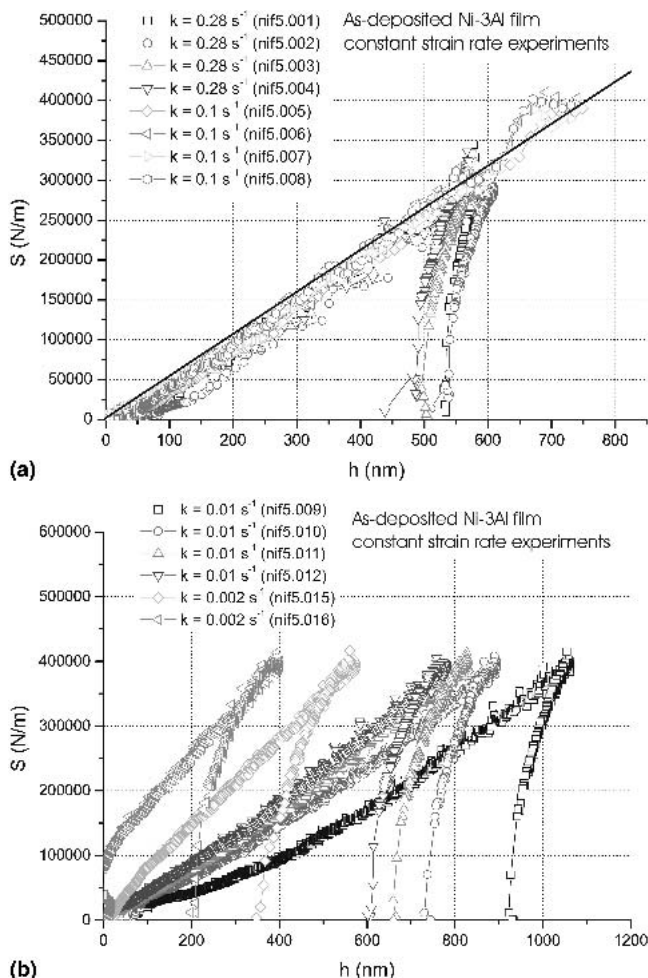 As-deposited Ni-3Al film
constant strain rate experiments
k = 0.28 s⁻¹ (nif5.001)
k = 0.28 s⁻¹ (nif5.002)
k = 0.28 s⁻¹ (nif5.003)
k = 0.28 s⁻¹ (nif5.004)
k = 0.1 s⁻¹ (nif5.005)
k = 0.1 s⁻¹ (nif5.006)
k = 0.1 s⁻¹ (nif5.007)
k = 0.1 s⁻¹ (nif5.008)
500000
450000
400000
350000
300000
250000
200000
150000
100000
50000
0
S (N/m)
0 100 200 300 400 500 600 700 800
h (nm)
(a)
As-deposited Ni-3Al film
constant strain rate experiments
k = 0.01 s⁻¹ (nif5.009)
k = 0.01 s⁻¹ (nif5.010)
k = 0.01 s⁻¹ (nif5.011)
k = 0.01 s⁻¹ (nif5.012)
k = 0.002 s⁻¹ (nif5.015)
k = 0.002 s⁻¹ (nif5.016)
600000
500000
400000
300000
200000
100000
0
S (N/m)
0 200 400 600 800 1000 1200
h (nm)
(b)